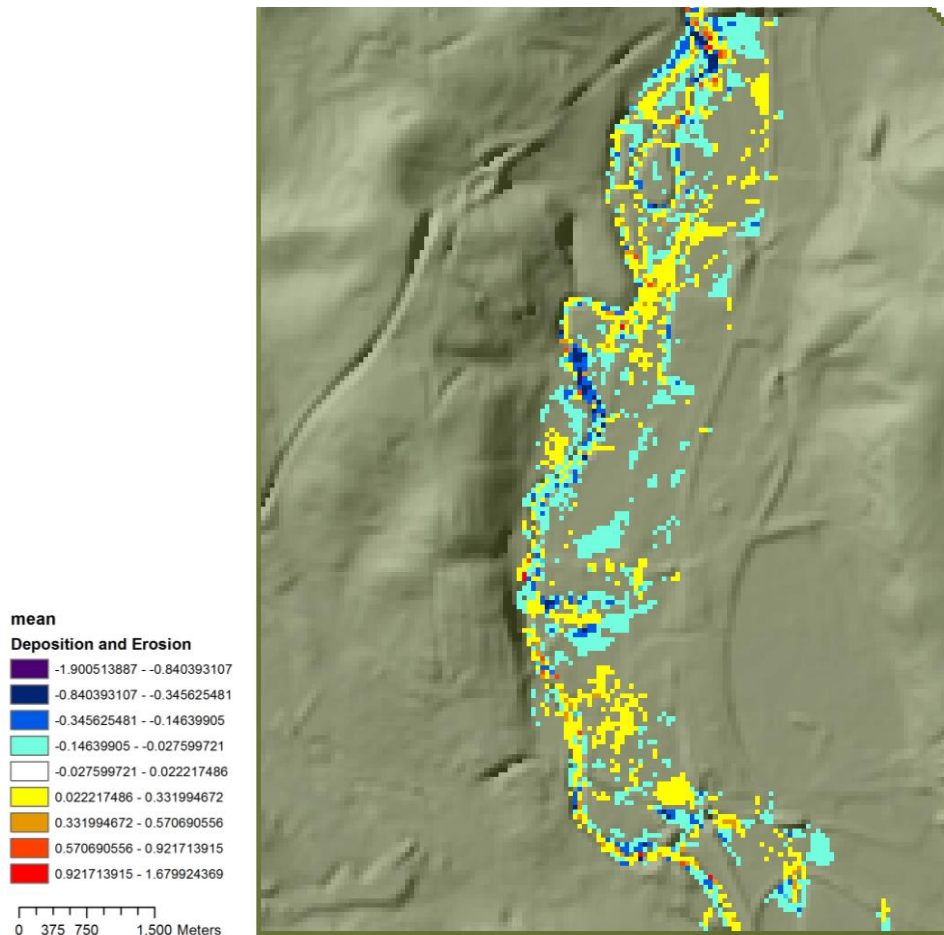 mean
Deposition and Erosion
-1.900513887 - -0.840393107
-0.840393107 - -0.345625481
-0.345625481 - -0.14639905
-0.14639905 - -0.027599721
-0.027599721 - 0.022217486
0.022217486 - 0.331994672
0.331994672 - 0.570690556
0.570690556 - 0.921713915
0.921713915 - 1.679924369
0 375 750 1.500 Meters